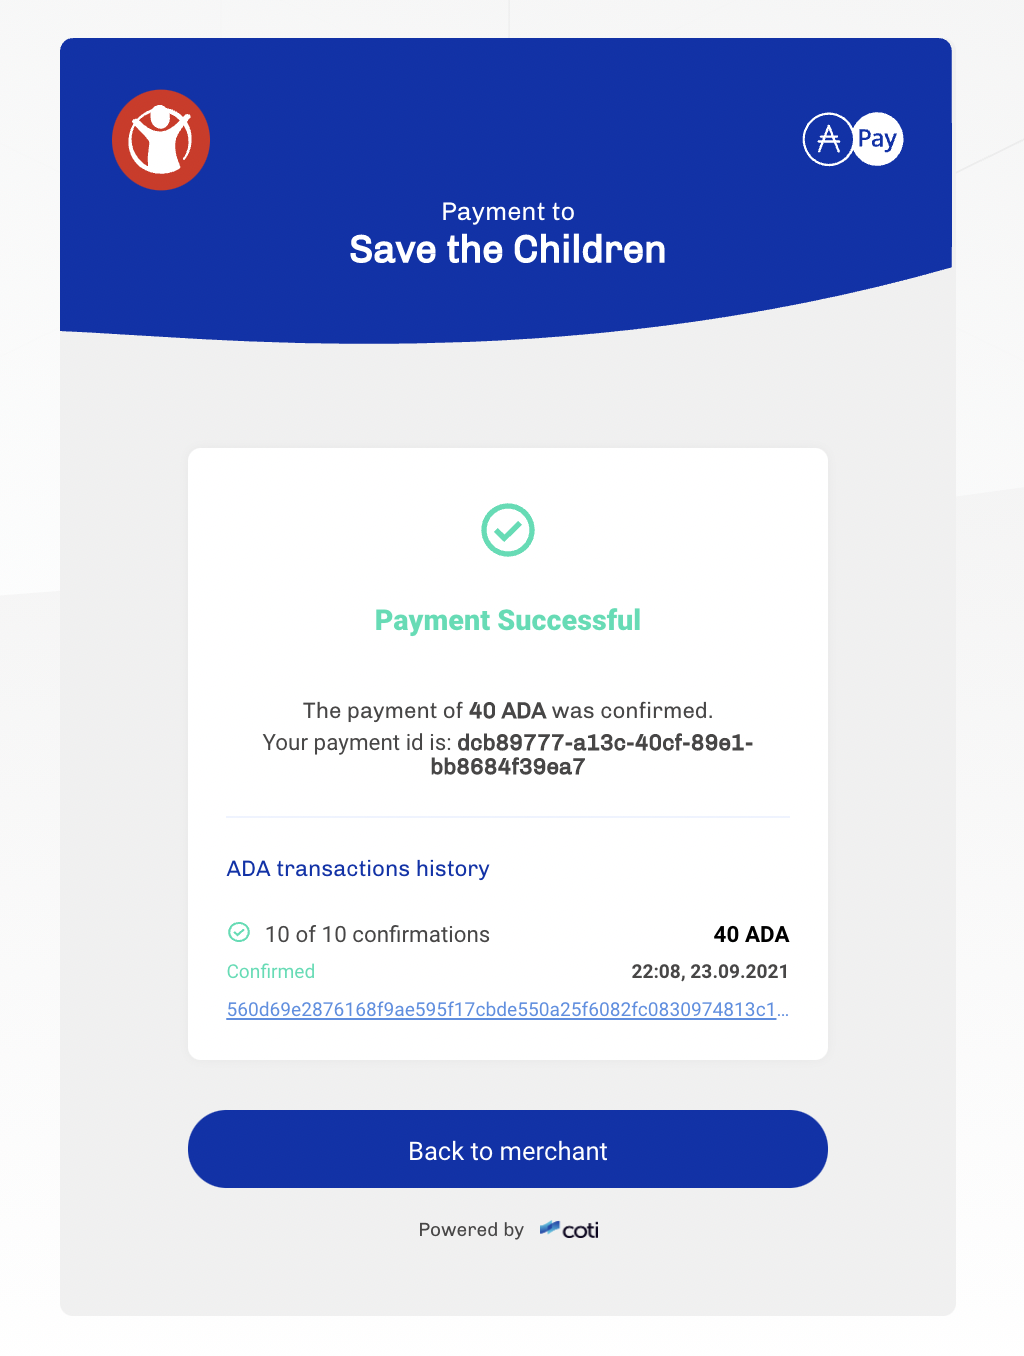 Pay
Payment to
Save the Children
Payment Successful
The payment of 40 ADA was confirmed.
Your payment id is: dcb89777-a13c-40cf-89e1-
bb8684f39ea7
ADA transactions history
10 of 10 confirmations 40 ADA
Confirmed 22:08, 23.09.2021
560d69e2876168f9ae595f17cbde550a25f6082fc0830974813c1...
Back to merchant
Powered by coti